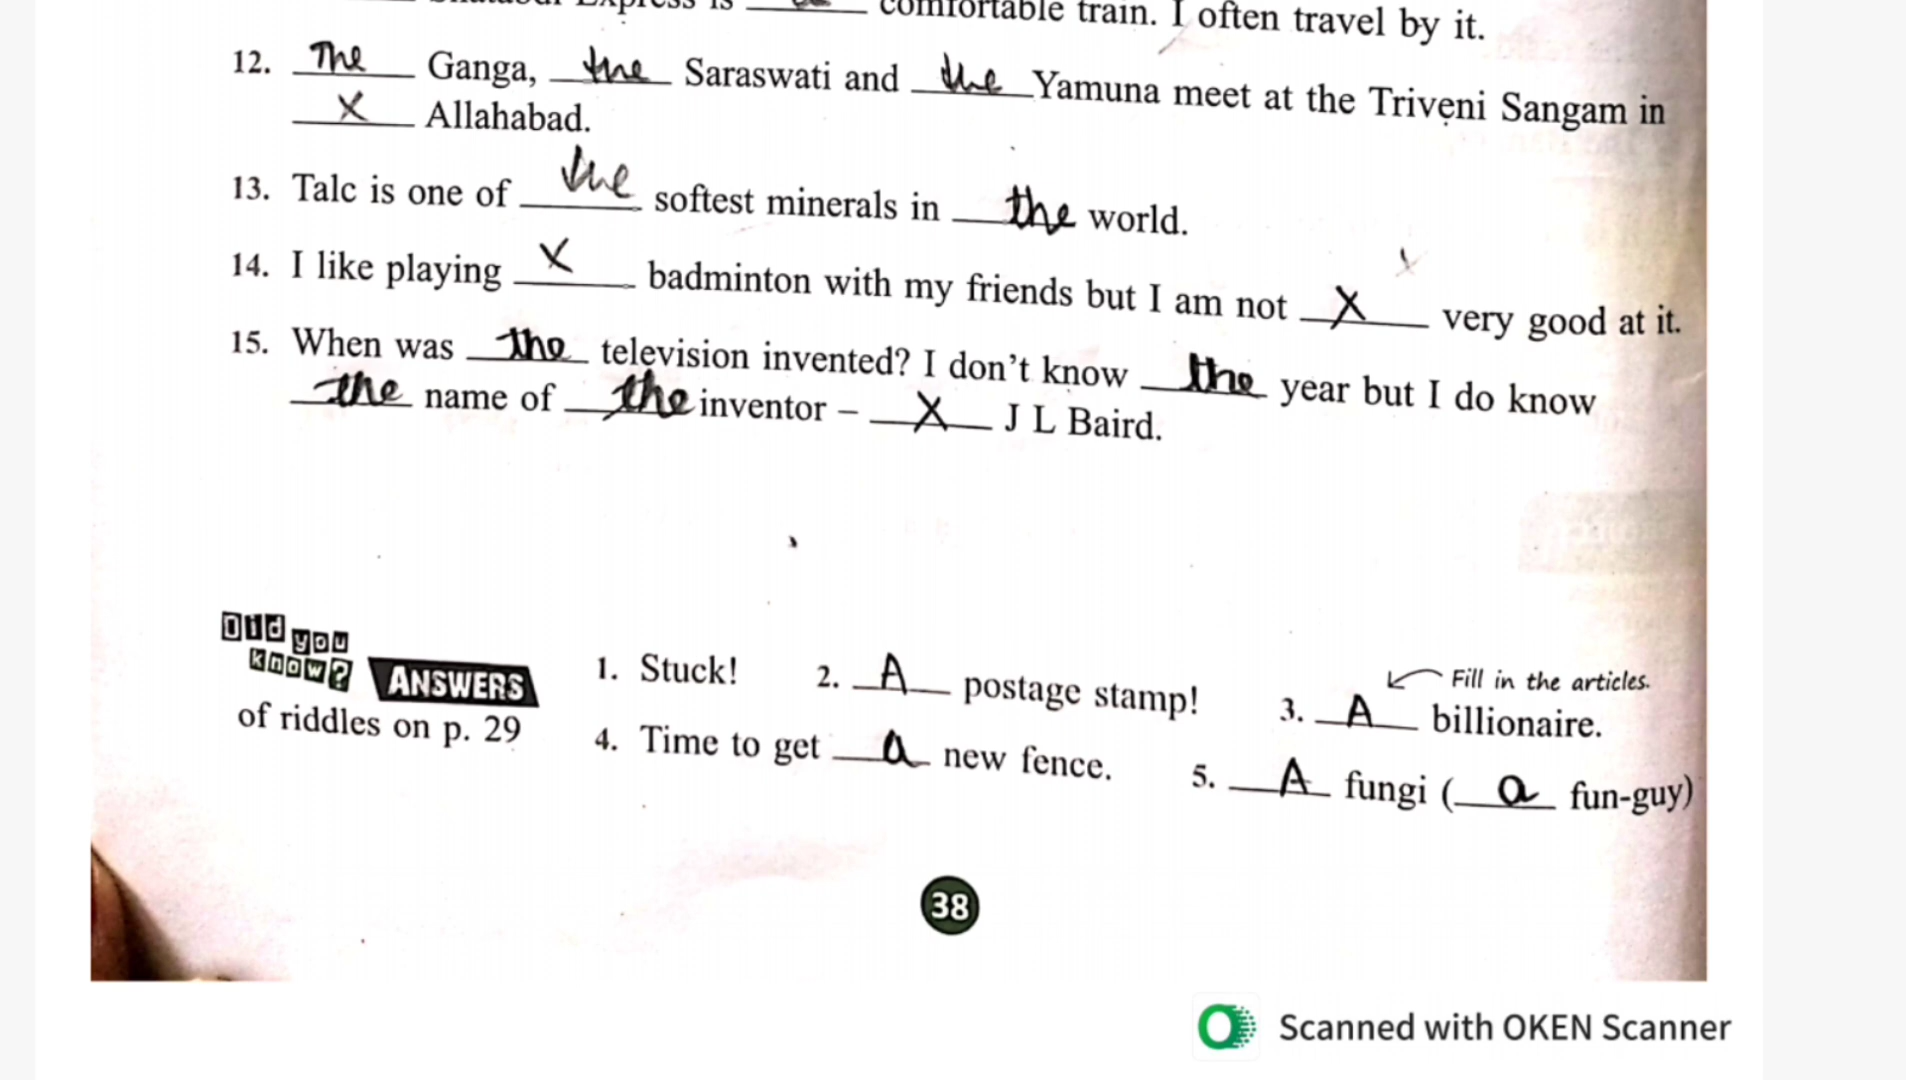 Express is ___ comfortable train. I often travel by it.
12. The Ganga, the Saraswati and the Yamuna meet at the Triveni Sangam in
X Allahabad.
13. Talc is one of the softest minerals in the world.
14. I like playing X badminton with my friends but I am not X very good at it.
15. When was the television invented? I don't know the year but I do know
the name of the inventor – X J L Baird.
Did you know? ANSWERS
of riddles on p. 29
1. Stuck! 2. A postage stamp! 3. A billionaire.
Fill in the articles.
4. Time to get a new fence. 5. A fungi (a fun-guy)
38
Scanned with OKEN Scanner